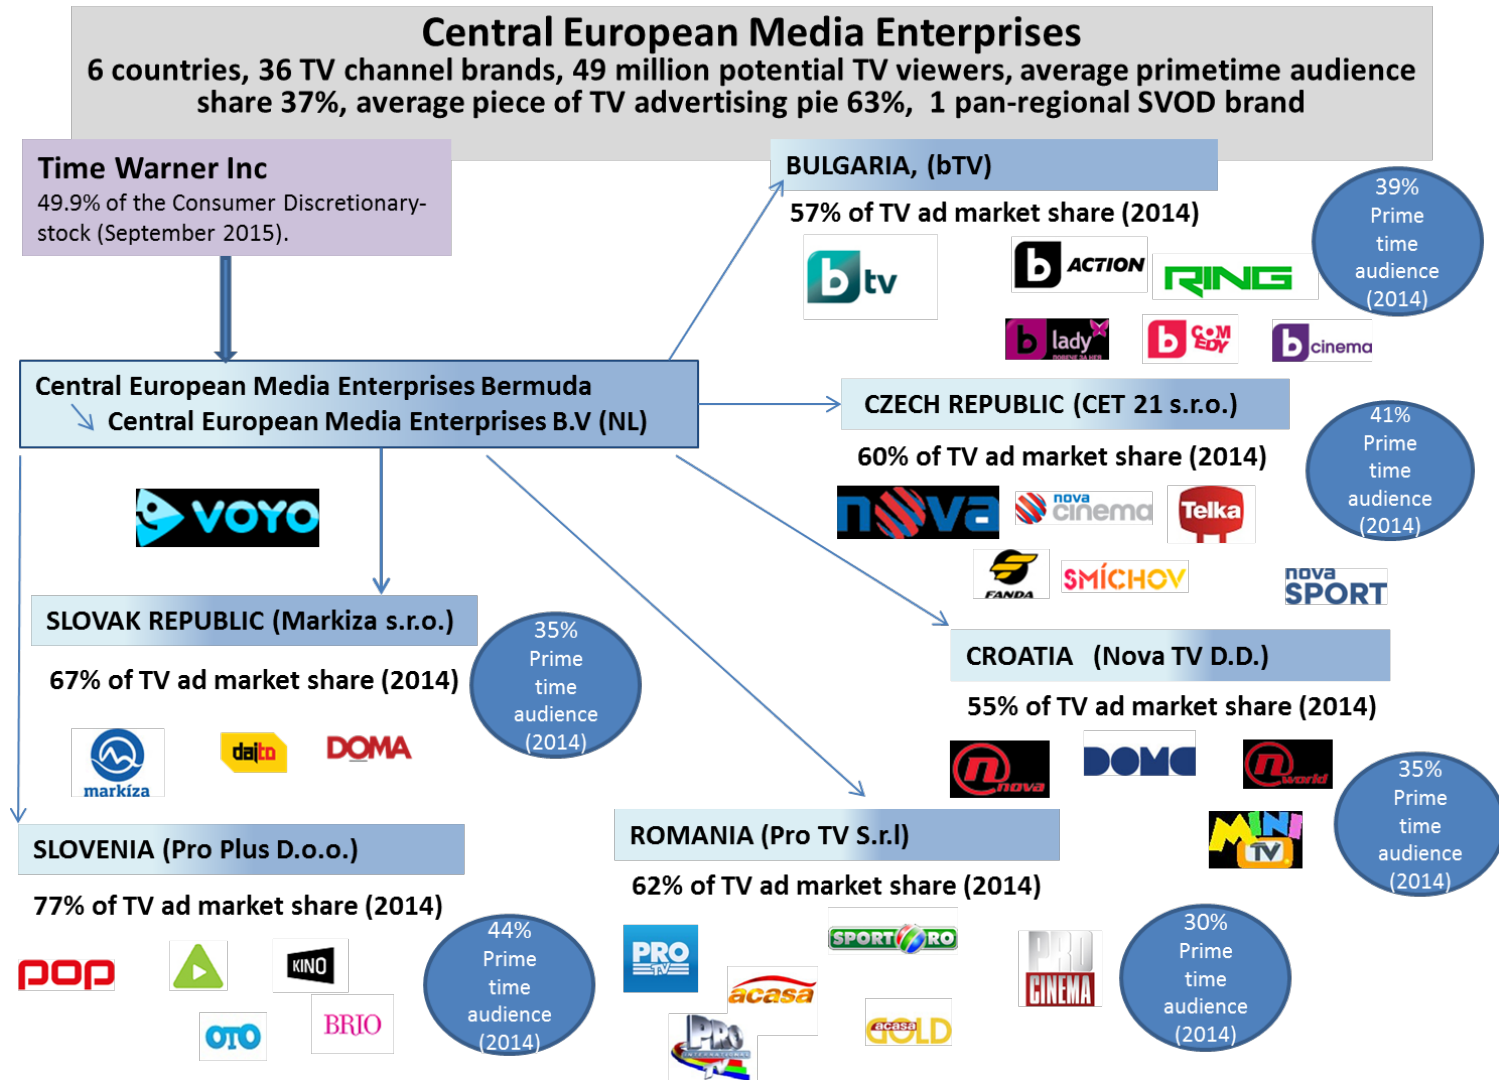 Central European Media Enterprises
6 countries, 36 TV channel brands, 49 million potential TV viewers, average primetime audience
share 37%, average piece of TV advertising pie 63%,  1 pan-regional SVOD brand
Time Warner Inc
49.9% of the Consumer Discretionary-
stock (September 2015).
BULGARIA, (bTV)
57% of TV ad market share (2014)
39%
Prime
time
audience
(2014)
b tv
b ACTION
RING
b lady
ПОВЕЧЕ ЗА НЕЯ
b COMEDY
b cinema
Central European Media Enterprises Bermuda
Central European Media Enterprises B.V (NL)
CZECH REPUBLIC (CET 21 s.r.o.)
60% of TV ad market share (2014)
41%
Prime
time
audience
(2014)
nova
nova
cinema
Telka
FANDA
SMÍCHOV
nova
SPORT
VOYO
SLOVAK REPUBLIC (Markiza s.r.o.)
67% of TV ad market share (2014)
35%
Prime
time
audience
(2014)
markíza
dajto
DOMA
CROATIA   (Nova TV D.D.)
55% of TV ad market share (2014)
n nova
DOMA
n world
MINI
TV
35%
Prime
time
audience
(2014)
SLOVENIA (Pro Plus D.o.o.)
77% of TV ad market share (2014)
44%
Prime
time
audience
(2014)
pop
KINO
OTO
BRIO
ROMANIA (Pro TV S.r.l)
62% of TV ad market share (2014)
PRO
TV
SPORT RO
acasa
PRO
CINEMA
PRO
INTERNATIONAL
TV
acasa
GOLD
30%
Prime
time
audience
(2014)